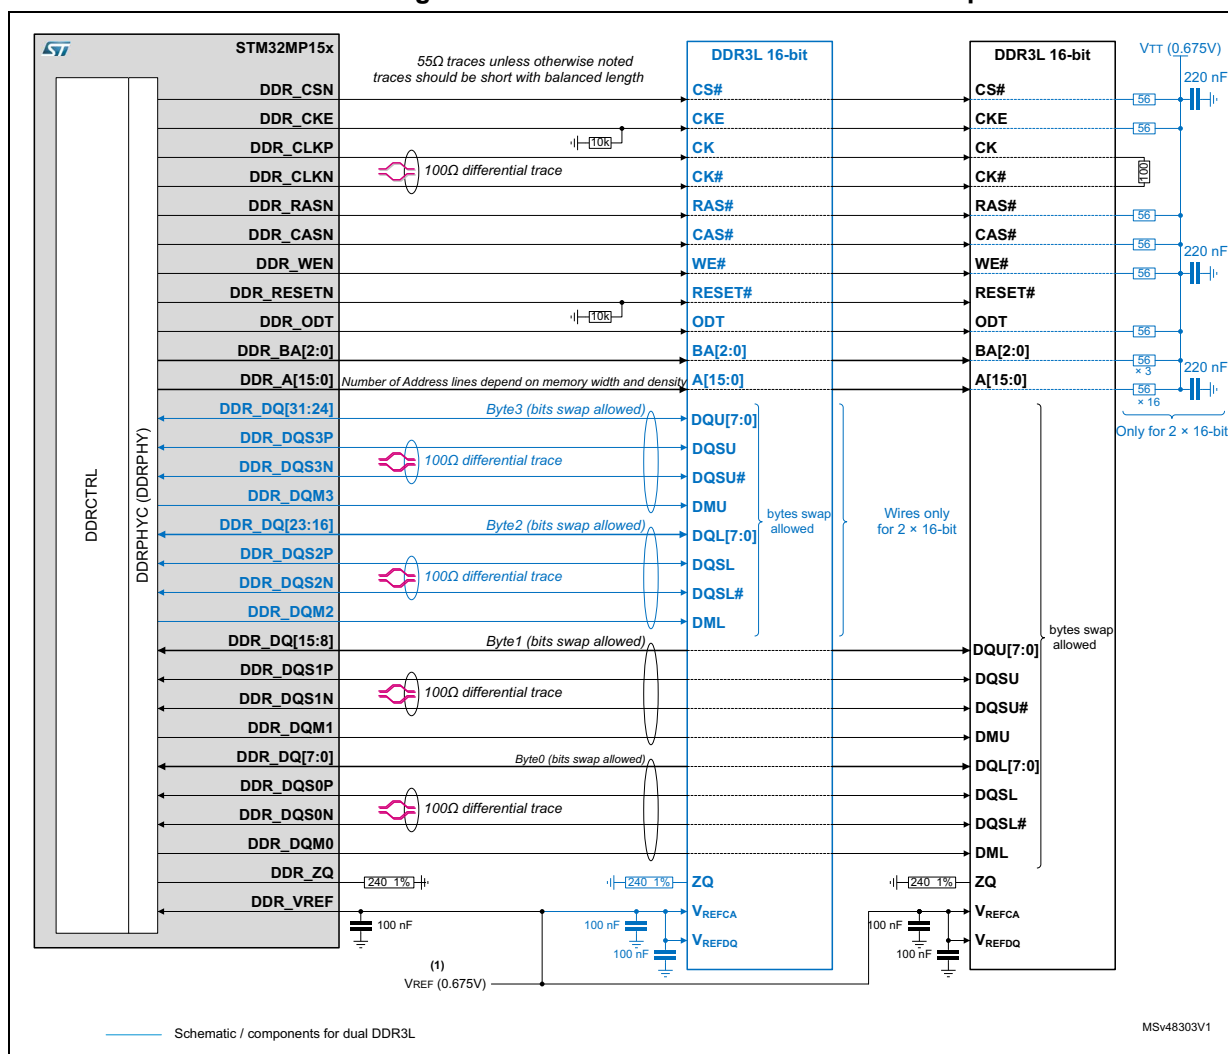 STM32MP15x
DDR3L 16-bit
DDR3L 16-bit
VTT (0.675V)
55Ω traces unless otherwise noted
traces should be short with balanced length
220 nF
DDR_CSN
CS#
CS#
56
DDR_CKE
10k
CKE
CKE
56
DDR_CLKP
CK
CK
100Ω differential trace
100
DDR_CLKN
CK#
CK#
DDR_RASN
RAS#
RAS#
56
DDR_CASN
CAS#
CAS#
56
220 nF
DDR_WEN
WE#
WE#
56
DDR_RESETN
10k
RESET#
RESET#
DDR_ODT
ODT
ODT
56
DDR_BA[2:0]
BA[2:0]
BA[2:0]
56
× 3
220 nF
DDR_A[15:0]
Number of Address lines depend on memory width and density
A[15:0]
A[15:0]
56
× 16
Only for 2 × 16-bit
DDRCTRL
DDRPHYC (DDRPHY)
DDR_DQ[31:24]
Byte3 (bits swap allowed)
DQU[7:0]
DDR_DQS3P
DQSU
100Ω differential trace
DDR_DQS3N
DQSU#
DDR_DQM3
DMU
bytes swap
allowed
Wires only
for 2 × 16-bit
DDR_DQ[23:16]
Byte2 (bits swap allowed)
DQL[7:0]
DDR_DQS2P
DQSL
100Ω differential trace
DDR_DQS2N
DQSL#
DDR_DQM2
DML
DDR_DQ[15:8]
Byte1 (bits swap allowed)
DQU[7:0]
bytes swap
allowed
DDR_DQS1P
DQSU
100Ω differential trace
DDR_DQS1N
DQSU#
DDR_DQM1
DMU
DDR_DQ[7:0]
Byte0 (bits swap allowed)
DQL[7:0]
DDR_DQS0P
DQSL
100Ω differential trace
DDR_DQS0N
DQSL#
DDR_DQM0
DML
DDR_ZQ
240 1%
240 1%
ZQ
240 1%
ZQ
DDR_VREF
100 nF
100 nF
VREFCA
100 nF
VREFCA
100 nF
VREFDQ
100 nF
VREFDQ
(1)
VREF (0.675V)
Schematic / components for dual DDR3L
MSv48303V1